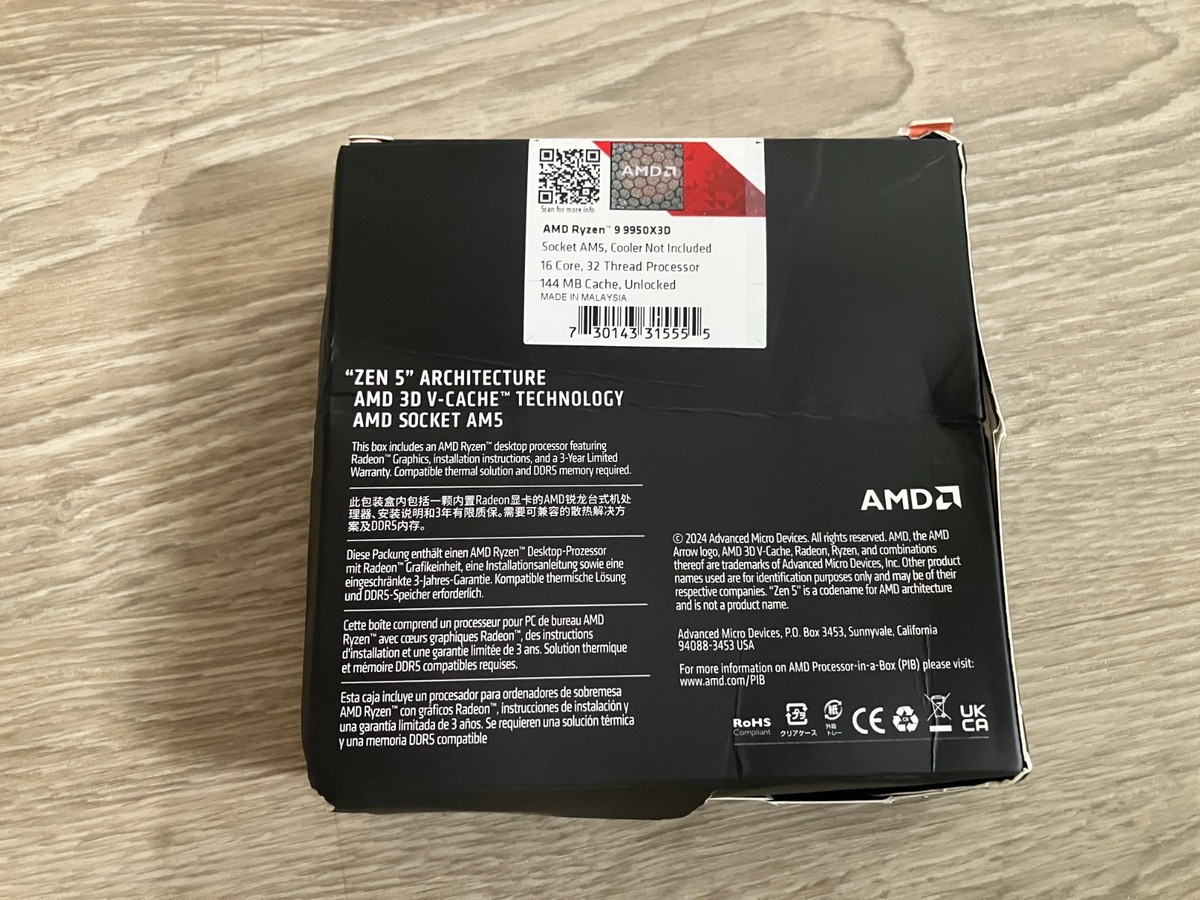 AMD
Scan for more info
AMD Ryzen™ 9 9950X3D
Socket AM5, Cooler Not Included
16 Core, 32 Thread Processor
144 MB Cache, Unlocked
MADE IN MALAYSIA
7 30143 31555 5
“ZEN 5” ARCHITECTURE
AMD 3D V-CACHE™ TECHNOLOGY
AMD SOCKET AM5
This box includes an AMD Ryzen™ desktop processor featuring
Radeon™ Graphics, installation instructions, and a 3-Year Limited
Warranty. Compatible thermal solution and DDR5 memory required.
此包装盒内包括一颗内置Radeon显卡的AMD锐龙台式机处
理器、安装说明和3年有限质保。需要可兼容的散热解决方
案及DDR5内存。
Diese Packung enthält einen AMD Ryzen™ Desktop-Prozessor
mit Radeon™ Grafikeinheit, eine Installationsanleitung sowie eine
eingeschränkte 3-Jahres-Garantie. Kompatible thermische Lösung
und DDR5-Speicher erforderlich.
Cette boîte comprend un processeur pour PC de bureau AMD
Ryzen™ avec cœurs graphiques Radeon™, des instructions
d'installation et une garantie limitée de 3 ans. Solution thermique
et mémoire DDR5 compatibles requises.
Esta caja incluye un procesador para ordenadores de sobremesa
AMD Ryzen™ con gráficos Radeon™, instrucciones de instalación y
una garantía limitada de 3 años. Se requieren una solución térmica
y una memoria DDR5 compatible
AMD
© 2024 Advanced Micro Devices. All rights reserved. AMD, the AMD
Arrow logo, AMD 3D V-Cache, Radeon, Ryzen, and combinations
thereof are trademarks of Advanced Micro Devices, Inc. Other product
names used are for identification purposes only and may be of their
respective companies. “Zen 5” is a codename for AMD architecture
and is not a product name.
Advanced Micro Devices, P.O. Box 3453, Sunnyvale, California
94088-3453 USA
For more information on AMD Processor-in-a-Box (PIB) please visit:
www.amd.com/PIB
RoHS
Compliant
プラ
クリアケース
紙
外箱
トレー
CE
UK
CA